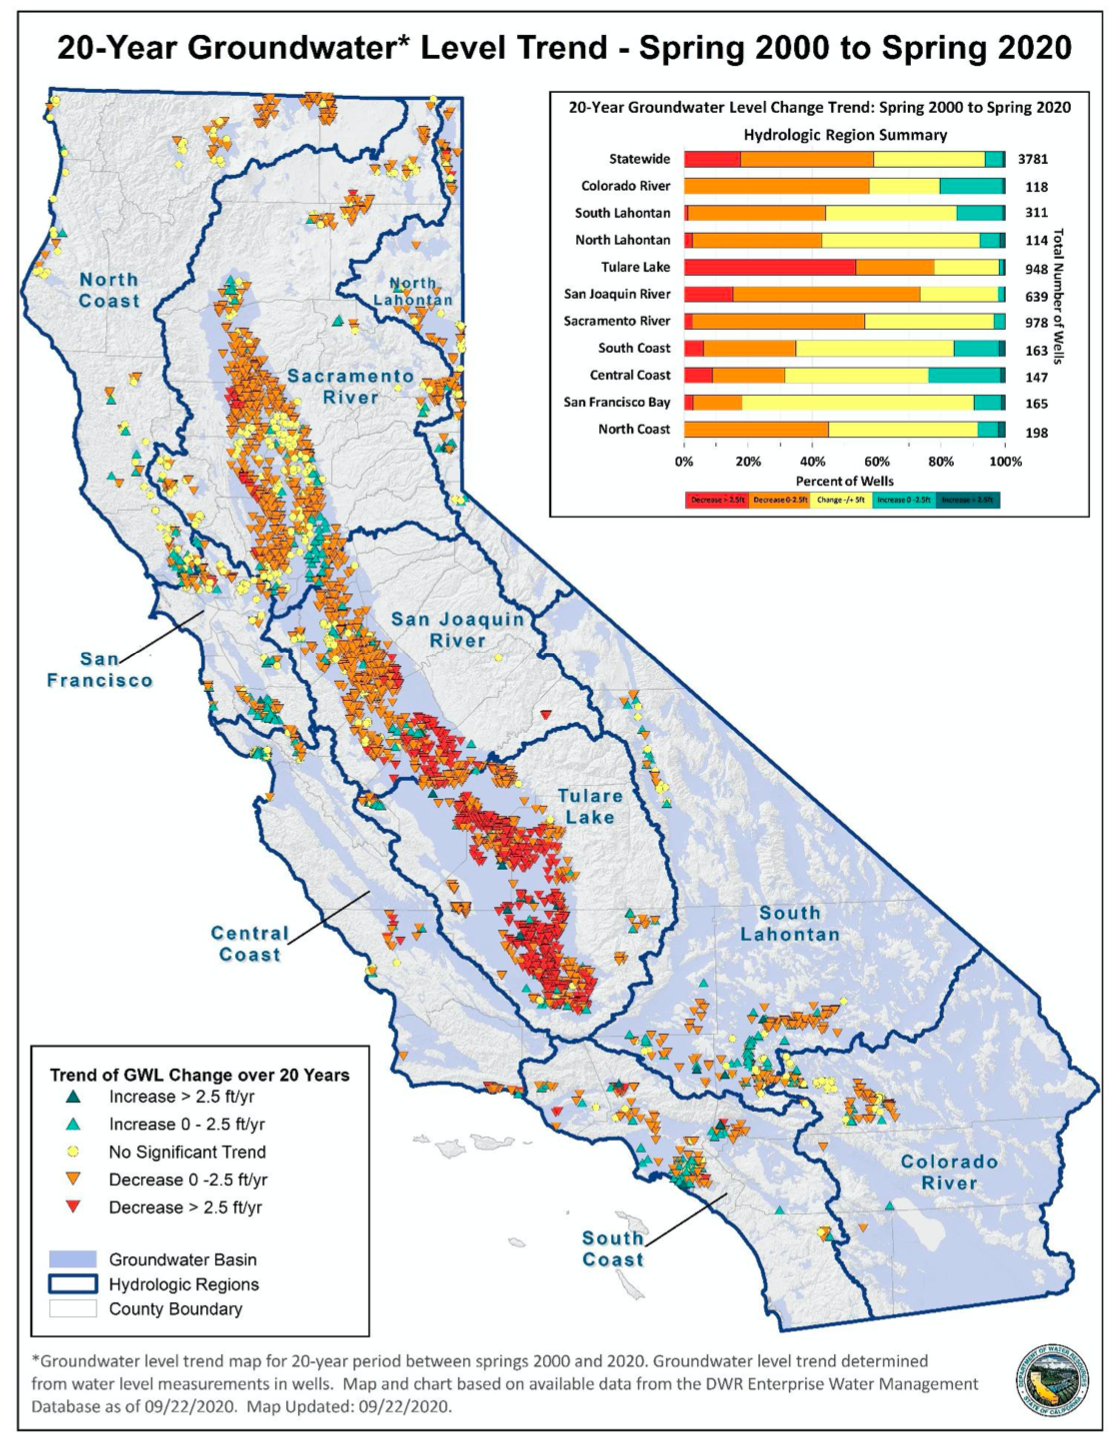 20-Year Groundwater* Level Trend - Spring 2000 to Spring 2020
20-Year Groundwater Level Change Trend: Spring 2000 to Spring 2020
Hydrologic Region Summary
Statewide 3781
Colorado River 118
South Lahontan 311
North Lahontan 114
Tulare Lake 948
San Joaquin River 639
Sacramento River 978
South Coast 163
Central Coast 147
San Francisco Bay 165
North Coast 198
Total Number of Wells
0% 20% 40% 60% 80% 100%
Percent of Wells
Decrease > 2.5ft Decrease 0-2.5ft Change -/+ 5ft Increase 0 -2.5ft Increase > 2.5ft
North
Coast
North
Lahontan
Sacramento
River
San Joaquin
River
San
Francisco
Tulare
Lake
Central
Coast
South
Lahontan
Colorado
River
South
Coast
Trend of GWL Change over 20 Years
Increase > 2.5 ft/yr
Increase 0 - 2.5 ft/yr
No Significant Trend
Decrease 0 -2.5 ft/yr
Decrease > 2.5 ft/yr
Groundwater Basin
Hydrologic Regions
County Boundary
*Groundwater level trend map for 20-year period between springs 2000 and 2020. Groundwater level trend determined
from water level measurements in wells. Map and chart based on available data from the DWR Enterprise Water Management
Database as of 09/22/2020. Map Updated: 09/22/2020.
DEPARTMENT OF WATER RESOURCES
STATE OF CALIFORNIA